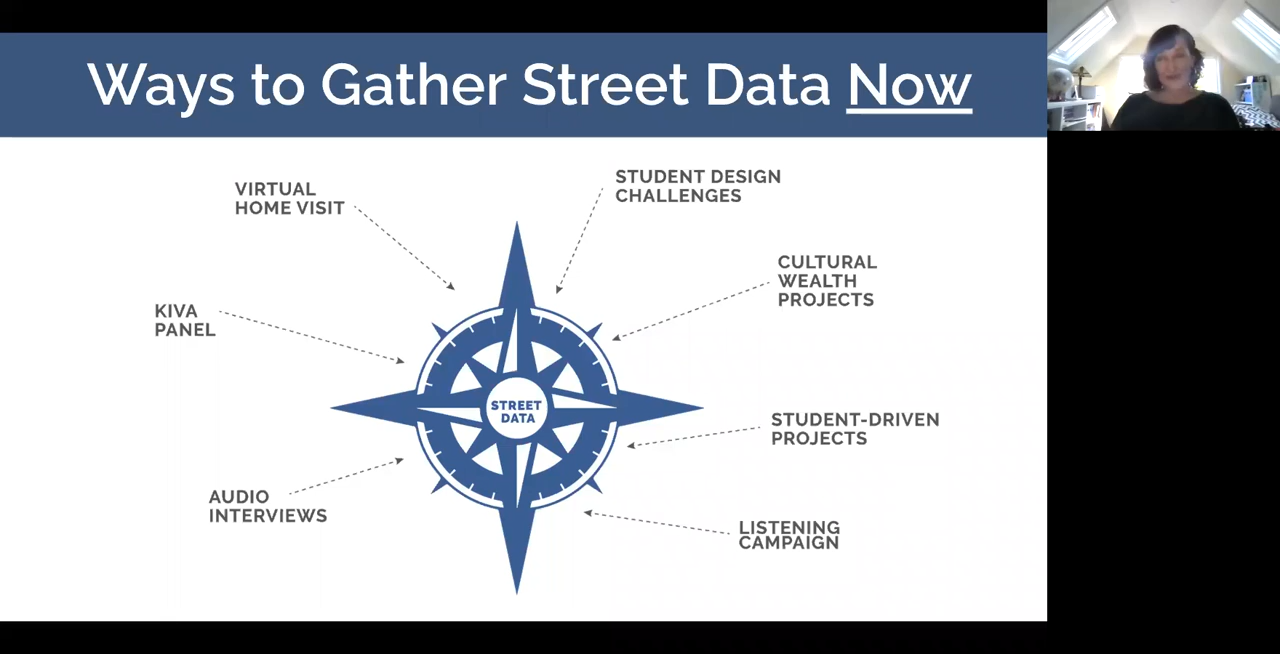 Ways to Gather Street Data Now
VIRTUAL
HOME VISIT
STUDENT DESIGN
CHALLENGES
CULTURAL
WEALTH
PROJECTS
KIVA
PANEL
STREET
DATA
STUDENT-DRIVEN
PROJECTS
AUDIO
INTERVIEWS
LISTENING
CAMPAIGN